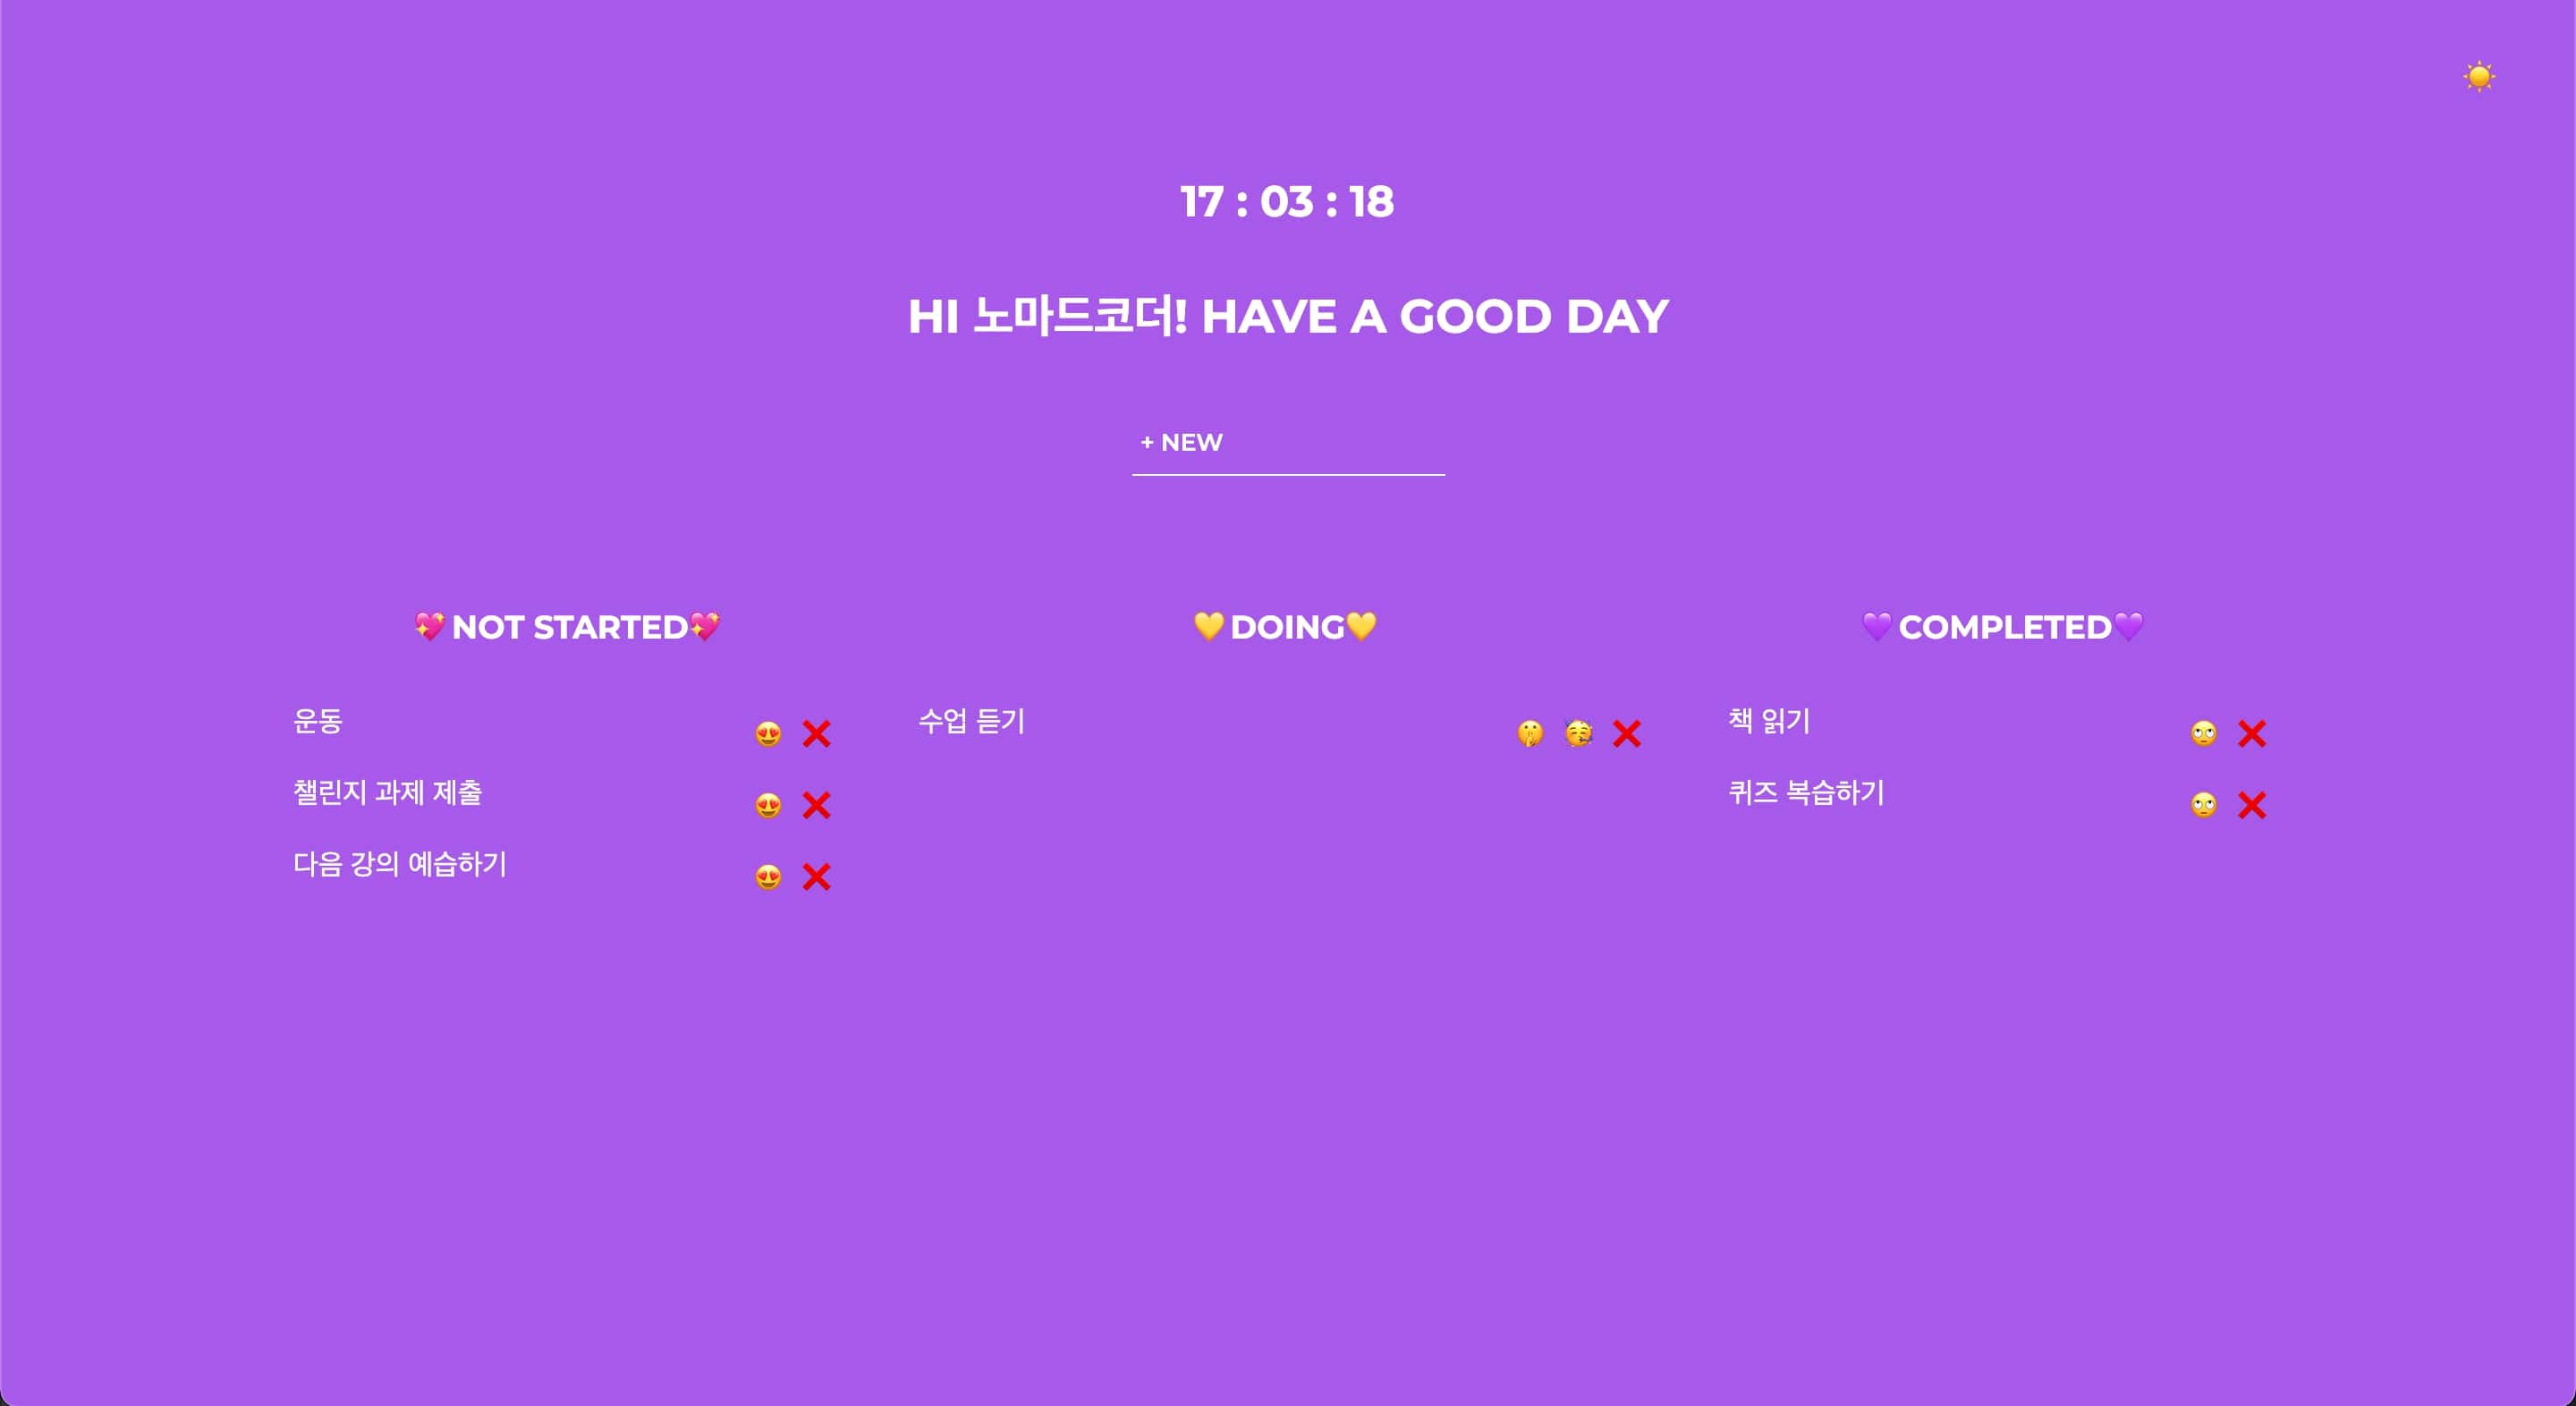 17 : 03 : 18
HI 노마드코더! HAVE A GOOD DAY
+ NEW
💖 NOT STARTED💖
운동
챌린지 과제 제출
다음 강의 예습하기
💛 DOING💛
수업 듣기
💜 COMPLETED💜
책 읽기
퀴즈 복습하기